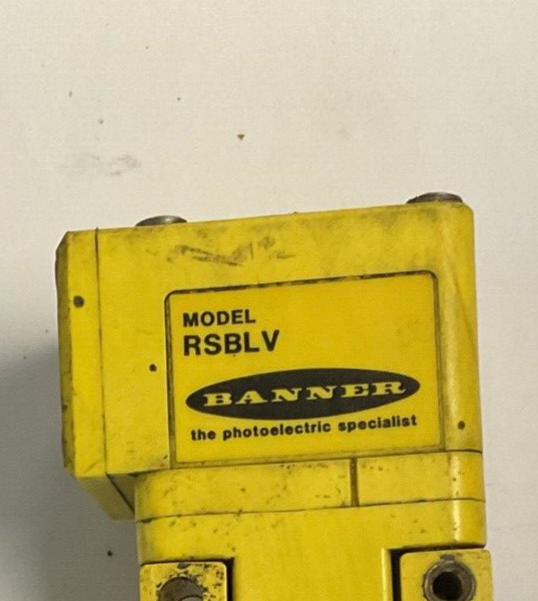 MODEL
RSBLV
BANNER
the photoelectric specialist